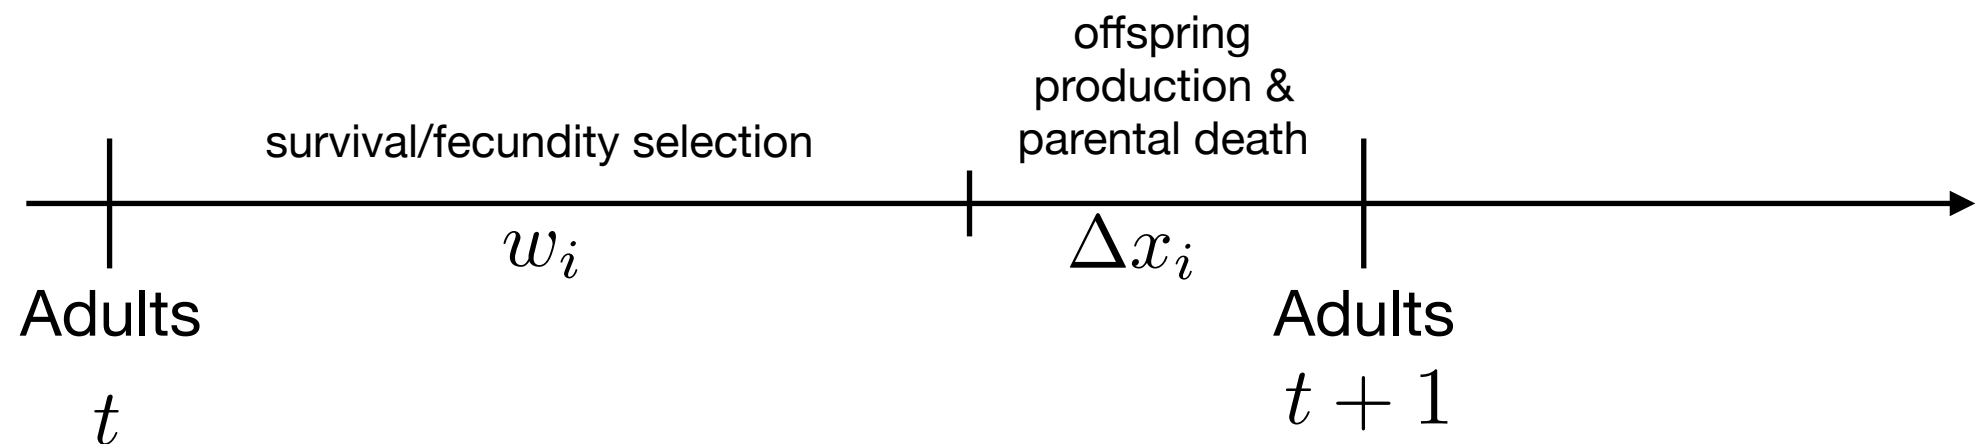 offspring
production &
parental death
survival/fecundity selection
w_i
Δx_i
Adults
Adults
t
t + 1